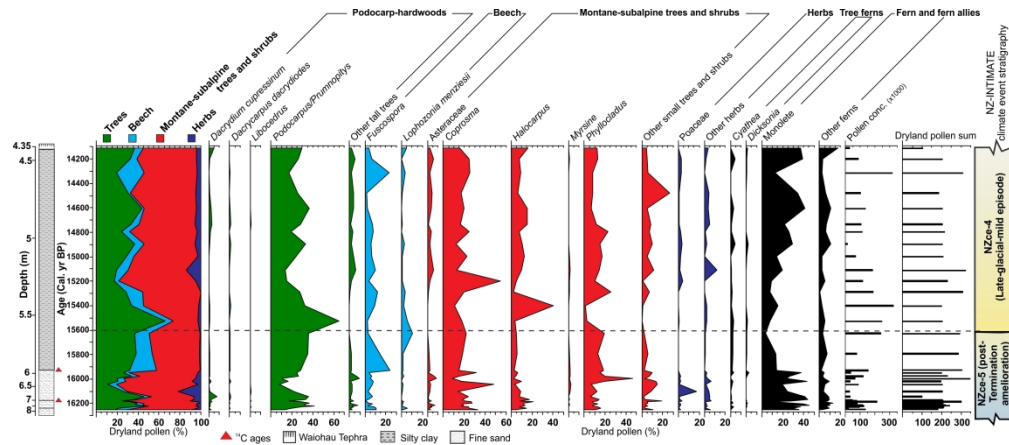 Podocarp-hardwoods
Beech
Montane-subalpine trees and shrubs
Herbs
Tree ferns
Fern and fern allies
NZ-INTIMATE
climate event stratigraphy
Trees
Beech
Montane-subalpine
trees and shrubs
Herbs
Dacrydium cupressinum
Dacrycarpus dacrydiodes
Libocedrus
Podocarpus/Prumnopitys
Other tall trees
Fuscospora
Lophozonia menziesii
Asteraceae
Coprosma
Halocarpus
Myrsine
Phyllocladus
Other small trees and shrubs
Poaceae
Other herbs
Cyathea
Dicksonia
Monolete
Other ferns
Pollen conc. (x1000)
Dryland pollen sum
Depth (m)
4.35
4.5
5
5.5
6
6.5
7
8
Age (Cal. yr BP)
14200
14400
14600
14800
15000
15200
15400
15600
15800
16000
16200
NZce-4
(Late-glacial-mild episode)
NZce-5 (post-
Termination
amelioration)
20 40 60 80 100
20 40 60
20
20 40 60
20 40
20 40
20
20
20
20 40
20
100 200 300
100 200 300
Dryland pollen (%)
Dryland pollen (%)
14C ages
Waiohau Tephra
Silty clay
Fine sand